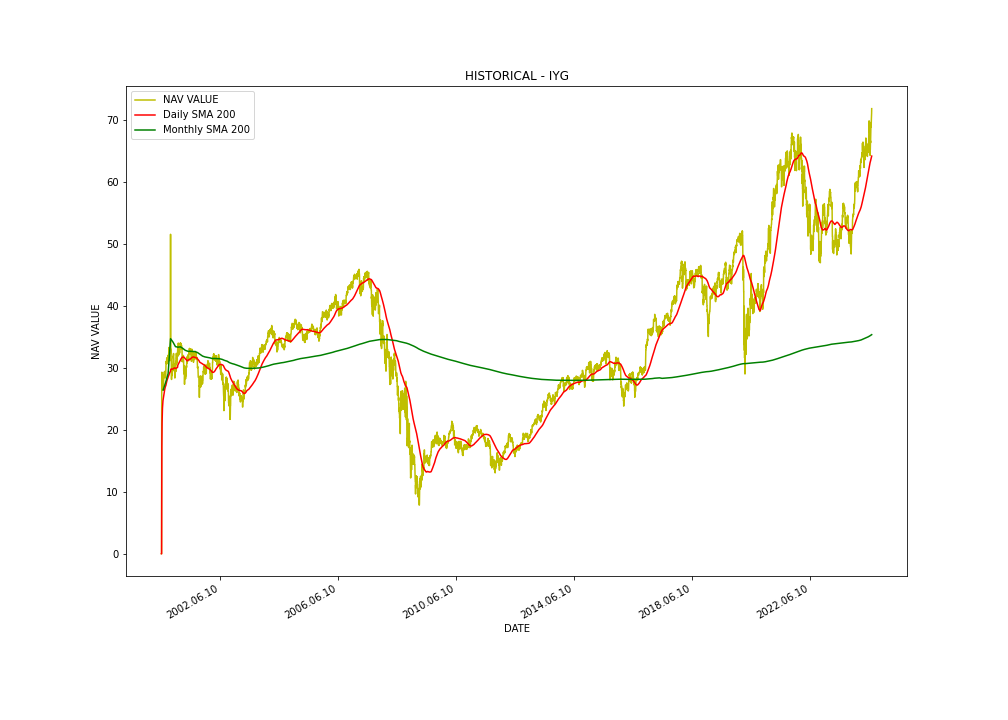 HISTORICAL - IYG
NAV VALUE
Daily SMA 200
Monthly SMA 200
70
60
50
40
30
20
10
0
NAV VALUE
2002.06.10
2006.06.10
2010.06.10
2014.06.10
2018.06.10
2022.06.10
DATE